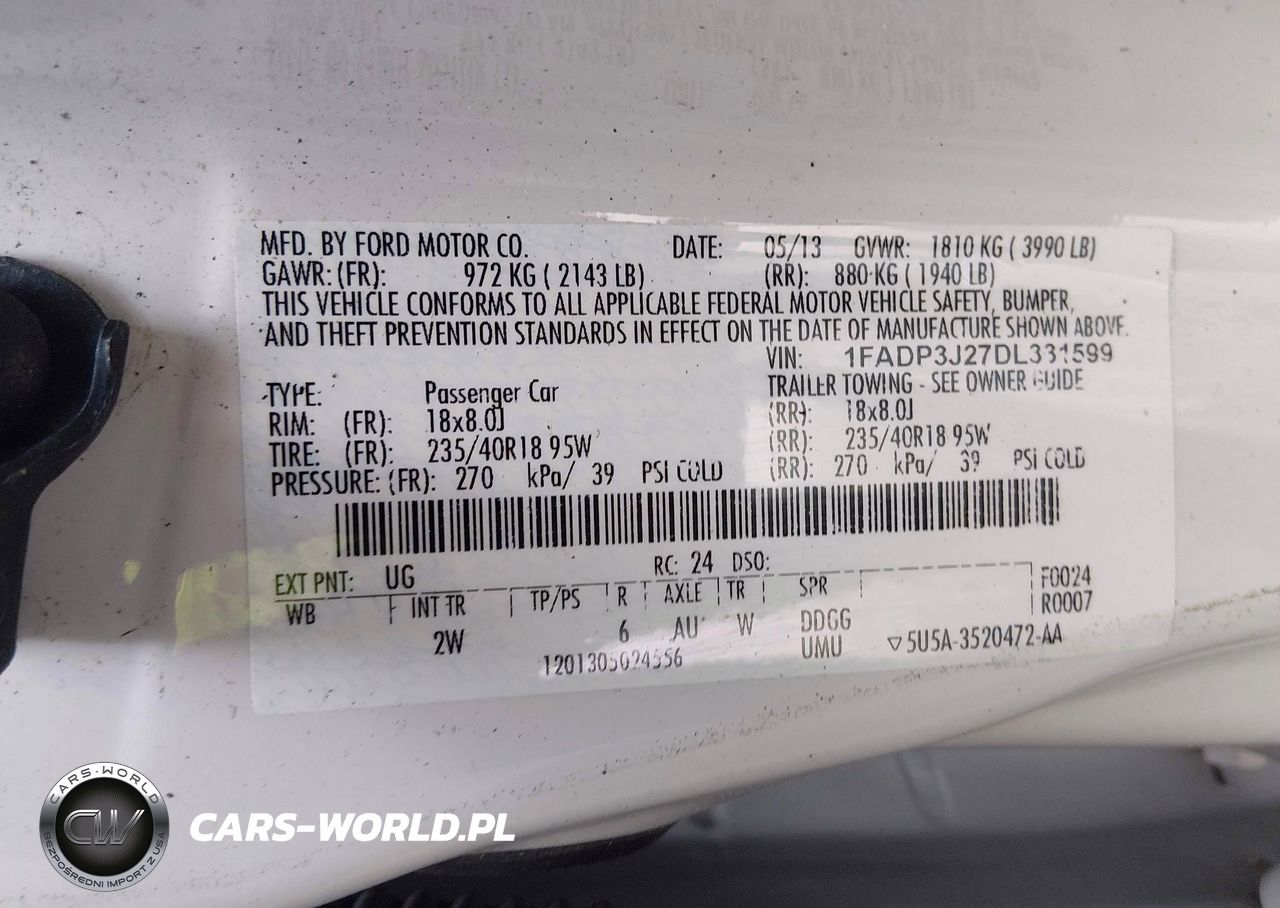 MFD. BY FORD MOTOR CO. DATE: 05/13 GVWR: 1810 KG ( 3990 LB)
GAWR: (FR): 972 KG ( 2143 LB) (RR): 880 KG ( 1940 LB)
THIS VEHICLE CONFORMS TO ALL APPLICABLE FEDERAL MOTOR VEHICLE SAFETY, BUMPER,
AND THEFT PREVENTION STANDARDS IN EFFECT ON THE DATE OF MANUFACTURE SHOWN ABOVE.
VIN: 1FADP3J27DL331599
TYPE: Passenger Car TRAILER TOWING - SEE OWNER GUIDE
RIM: (FR): 18x8.0J (RR): 18x8.0J
TIRE: (FR): 235/40R18 95W (RR): 235/40R18 95W
PRESSURE: (FR): 270 kPa/ 39 PSI COLD (RR): 270 kPa/ 39 PSI COLD
EXT PNT: UG RC: 24 DSO:
WB INT TR TP/PS R AXLE TR SPR F0024
R0007
2W 6 AU W DDGG
1201305024556 UMU ▽5U5A-3520472-AA
CARS-WORLD
CW
BEZPOŚREDNI IMPORT Z USA
CARS-WORLD.PL